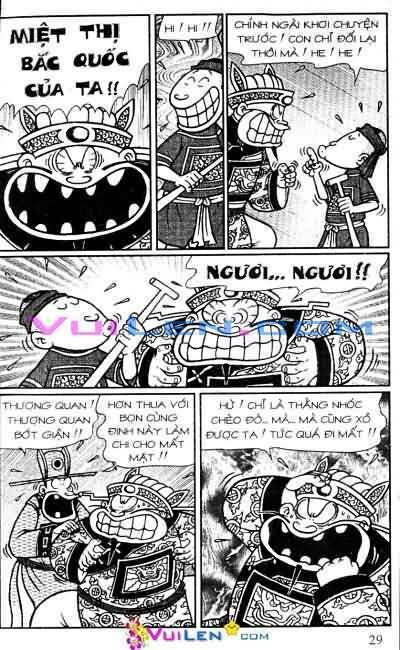 MIỆT THỊ
BẮC QUỐC
CỦA TA!!
HI! HI!!
CHÍNH NGÀI KHƠI CHUYỆN
TRƯỚC! CON CHỈ ĐỐI LẠI
THÔI MÀ! HE! HE!
NGƯƠI... NGƯƠI!!
VUILEN.COM
THƯỢNG QUAN!
THƯỢNG QUAN
BỚT GIẬN!!
HƠN THUA VỚI
BỌN CÙNG
ĐINH NÀY LÀM
CHI CHO MẤT
MẶT!!
HỪ! CHỈ LÀ THẰNG NHÓC
CHÈO ĐÒ... MÀ... MÀ CŨNG XỎ
ĐƯỢC TA! TỨC QUÁ ĐI MẤT!!
29
VUILEN.COM